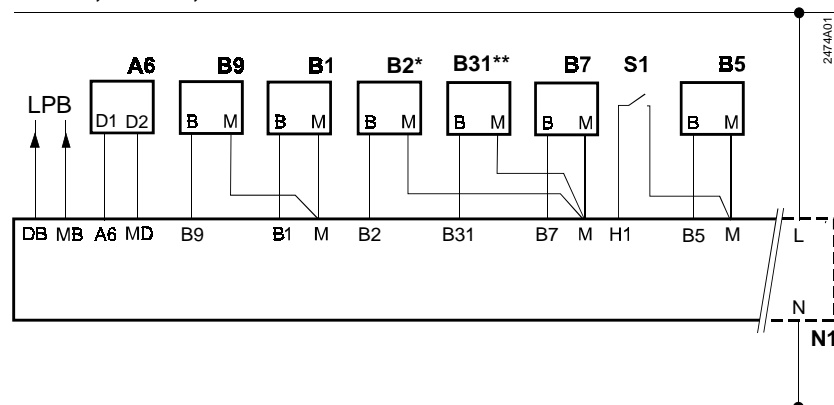 2474A01
A6 B9 B1 B2* B31** B7 S1 B5
LPB
D1 D2 B M B M B M B M B M B M
DB MB A6 MD B9 B1 M B2 B31 B7 M H1 B5 M L
N
N1